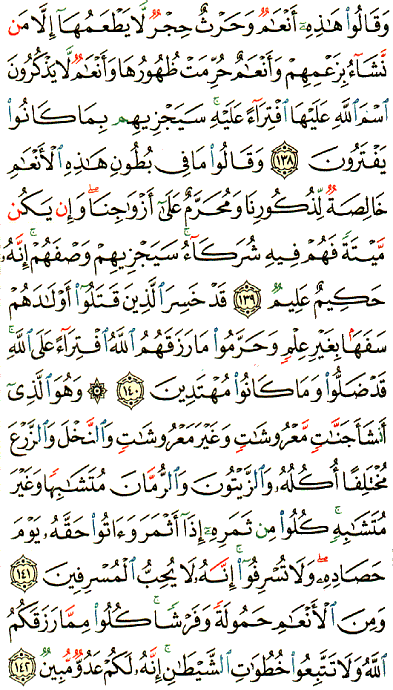 وَقَالُوا۟ هَـٰذِهِۦٓ أَنْعَـٰمٌ وَحَرْثٌ حِجْرٌ لَّا يَطْعَمُهَآ إِلَّا مَن
نَّشَآءُ بِزَعْمِهِمْ وَأَنْعَـٰمٌ حُرِّمَتْ ظُهُورُهَا وَأَنْعَـٰمٌ لَّا يَذْكُرُونَ
ٱسْمَ ٱللَّهِ عَلَيْهَا ٱفْتِرَآءً عَلَيْهِ ۚ سَيَجْزِيهِم بِمَا كَانُوا۟
يَفْتَرُونَ ﴿١٣٨﴾ وَقَالُوا۟ مَا فِى بُطُونِ هَـٰذِهِ ٱلْأَنْعَـٰمِ
خَالِصَةٌ لِّذُكُورِنَا وَمُحَرَّمٌ عَلَىٰٓ أَزْوَٰجِنَا ۖ وَإِن يَكُن
مَّيْتَةً فَهُمْ فِيهِ شُرَكَآءُ ۚ سَيَجْزِيهِمْ وَصْفَهُمْ ۚ إِنَّهُۥ
حَكِيمٌ عَلِيمٌ ﴿١٣٩﴾ قَدْ خَسِرَ ٱلَّذِينَ قَتَلُوٓا۟ أَوْلَـٰدَهُمْ
سَفَهًۢا بِغَيْرِ عِلْمٍ وَحَرَّمُوا۟ مَا رَزَقَهُمُ ٱللَّهُ ٱفْتِرَآءً عَلَى ٱللَّهِ ۚ
قَدْ ضَلُّوا۟ وَمَا كَانُوا۟ مُهْتَدِينَ ﴿١٤٠﴾ ۞ وَهُوَ ٱلَّذِىٓ
أَنشَأَ جَنَّـٰتٍ مَّعْرُوشَـٰتٍ وَغَيْرَ مَعْرُوشَـٰتٍ وَٱلنَّخْلَ وَٱلزَّرْعَ
مُخْتَلِفًا أُكُلُهُۥ وَٱلزَّيْتُونَ وَٱلرُّمَّانَ مُتَشَـٰبِهًا وَغَيْرَ
مُتَشَـٰبِهٍ ۚ كُلُوا۟ مِن ثَمَرِهِۦٓ إِذَآ أَثْمَرَ وَءَاتُوا۟ حَقَّهُۥ يَوْمَ
حَصَادِهِۦ ۖ وَلَا تُسْرِفُوٓا۟ ۚ إِنَّهُۥ لَا يُحِبُّ ٱلْمُسْرِفِينَ ﴿١٤١﴾
وَمِنَ ٱلْأَنْعَـٰمِ حَمُولَةً وَفَرْشًا ۚ كُلُوا۟ مِمَّا رَزَقَكُمُ
ٱللَّهُ وَلَا تَتَّبِعُوا۟ خُطُوَٰتِ ٱلشَّيْطَـٰنِ ۚ إِنَّهُۥ لَكُمْ عَدُوٌّ مُّبِينٌ ﴿١٤٢﴾